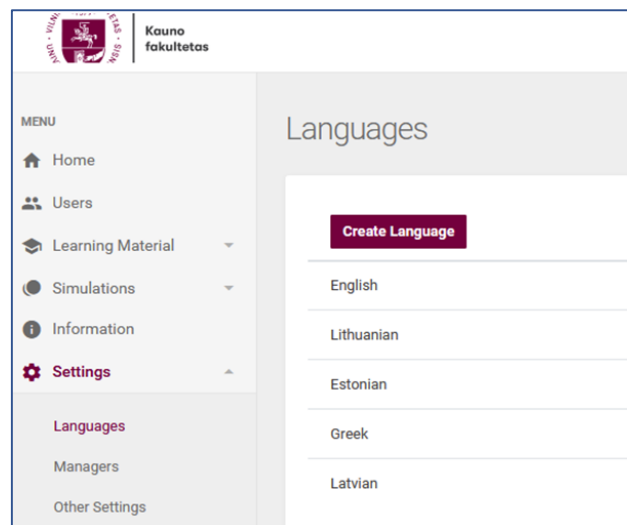 Kauno
fakultetas
MENU
Home
Users
Learning Material
Simulations
Information
Settings
Languages
Managers
Other Settings
Languages
Create Language
English
Lithuanian
Estonian
Greek
Latvian